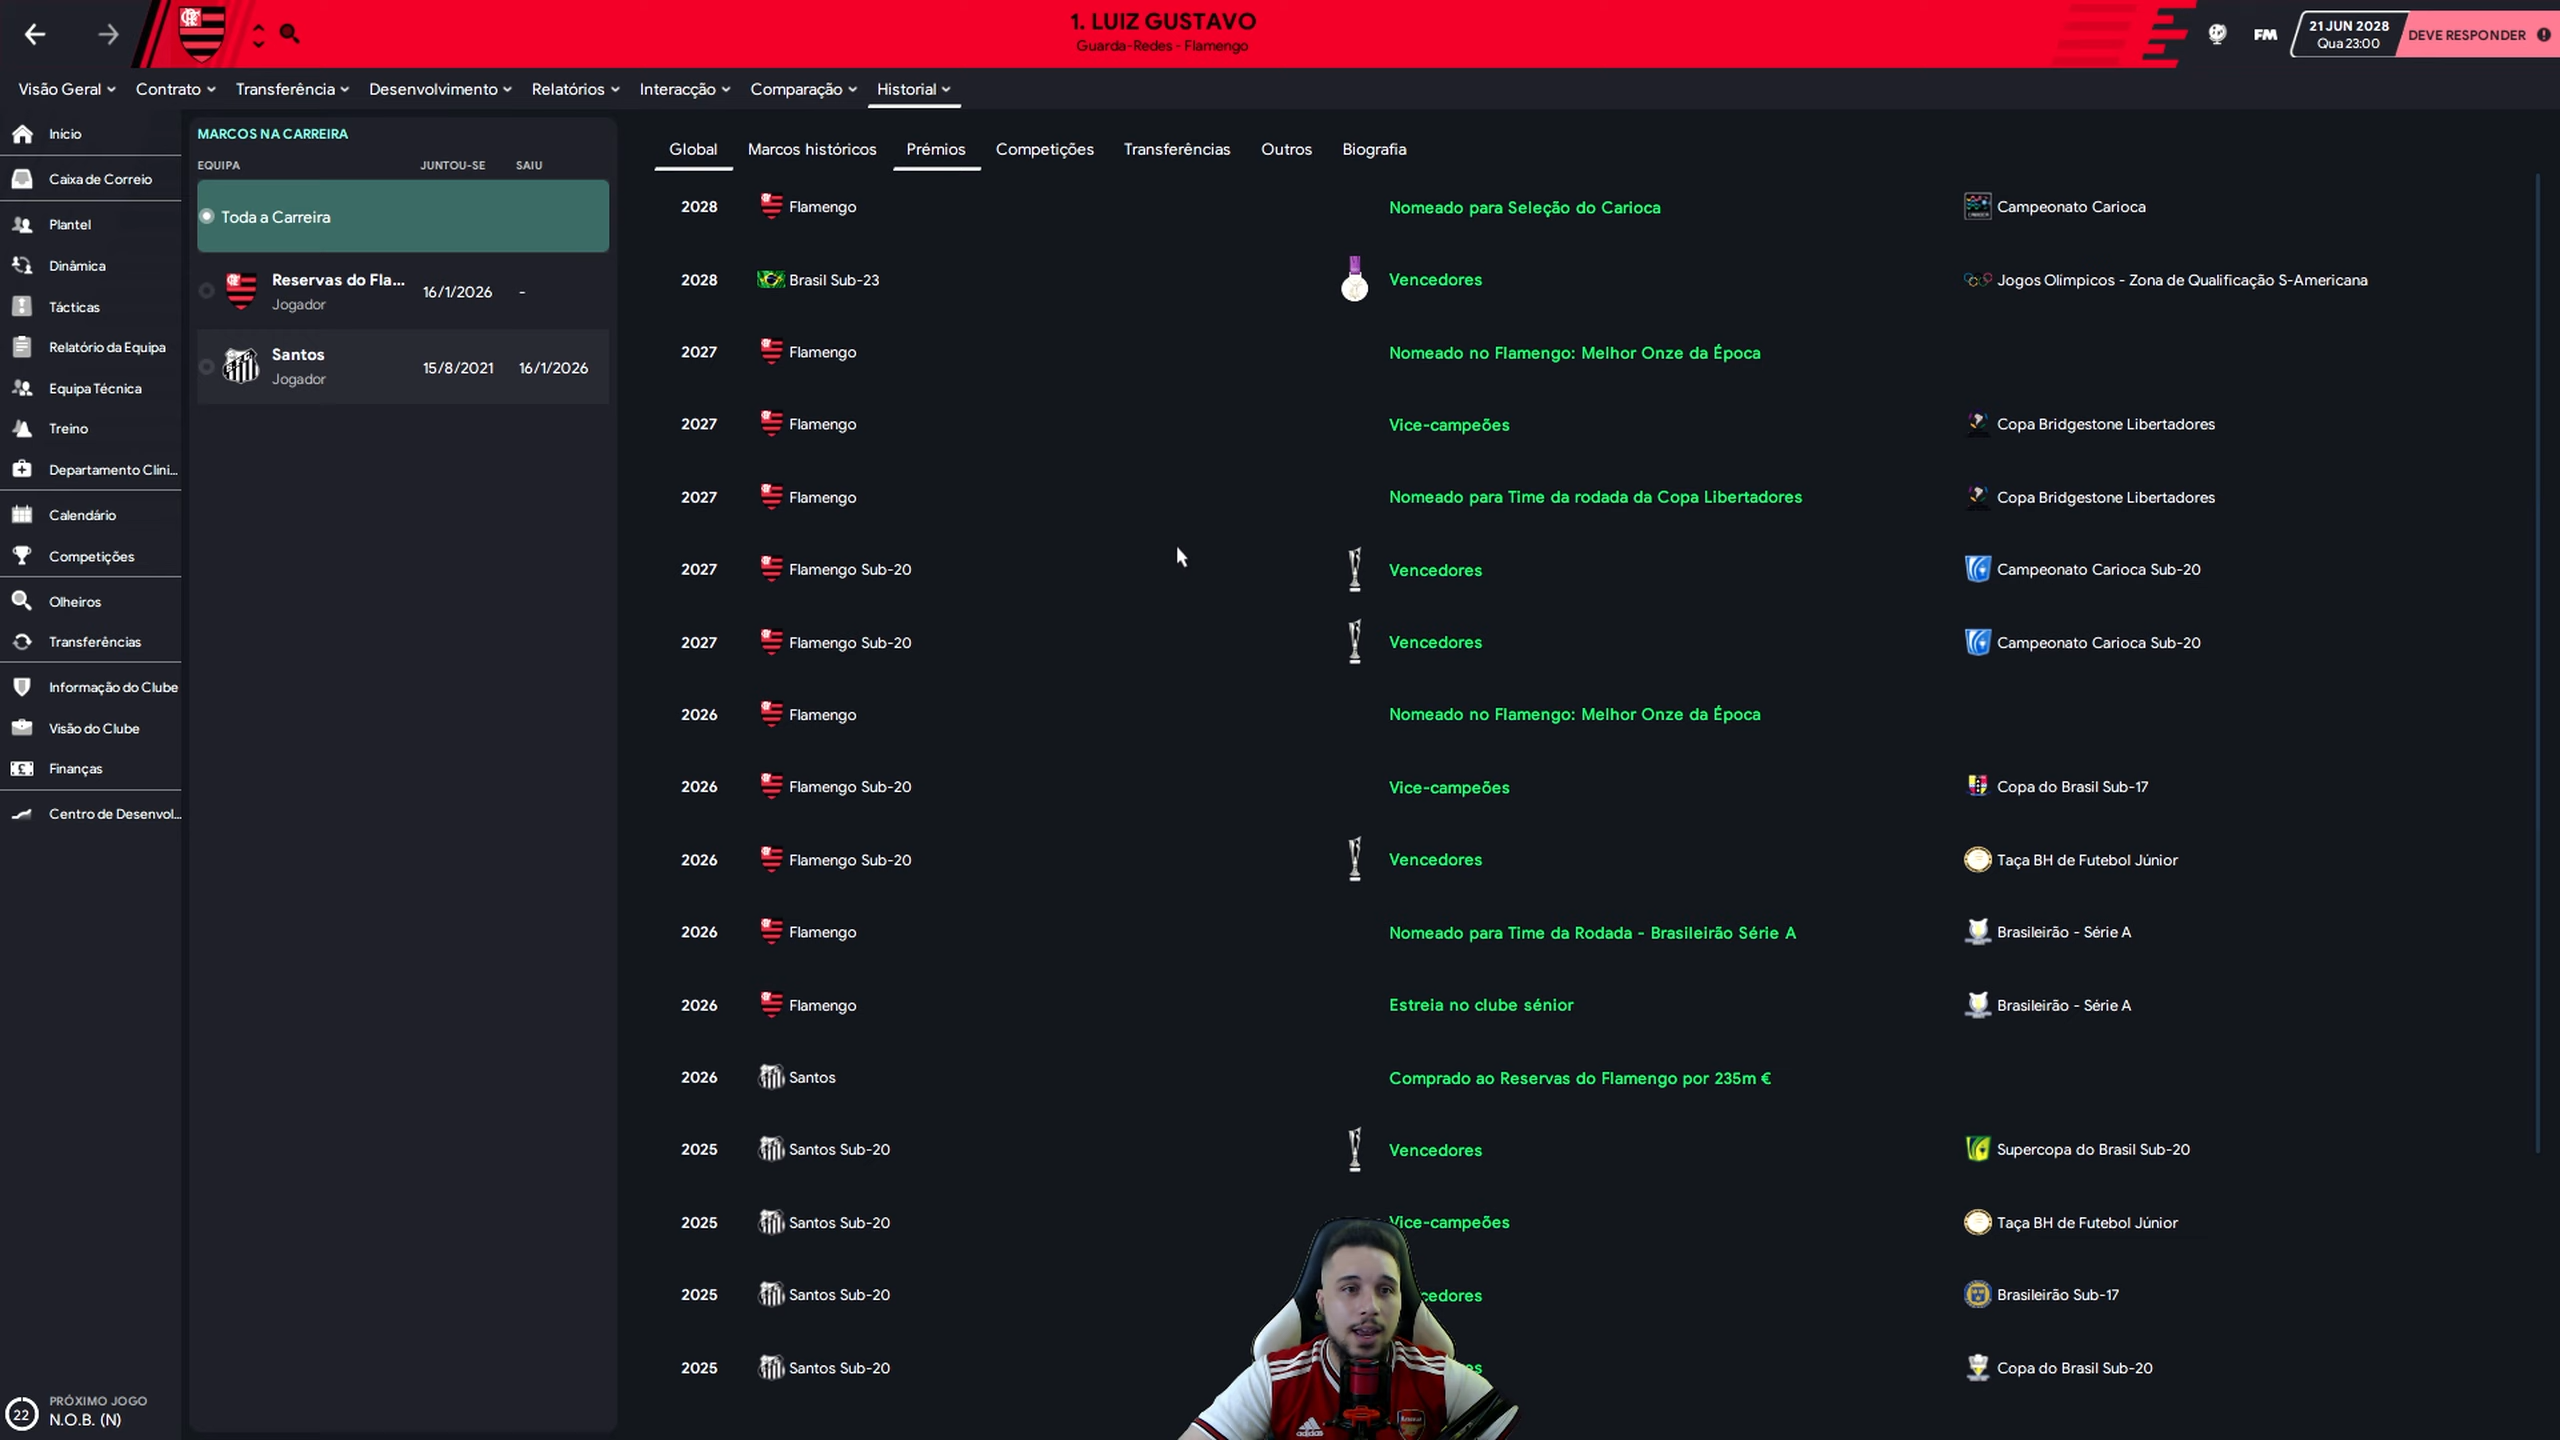 1. LUIZ GUSTAVO
Guarda-Redes - Flamengo
FM
21 JUN 2028
Qua 23:00
DEVE RESPONDER
Visão Geral
Contrato
Transferência
Desenvolvimento
Relatórios
Interacção
Comparação
Historial
Início
Caixa de Correio
Plantel
Dinâmica
Tácticas
Relatório da Equipa
Equipa Técnica
Treino
Departamento Clíni...
Calendário
Competições
Olheiros
Transferências
Informação do Clube
Visão do Clube
Finanças
Centro de Desenvol...
22
PRÓXIMO JOGO
N.O.B. (N)
MARCOS NA CARREIRA
EQUIPA JUNTOU-SE SAIU
Toda a Carreira
Reservas do Fla... 16/1/2026 -
Jogador
Santos 15/8/2021 16/1/2026
Jogador
Global Marcos históricos Prémios Competições Transferências Outros Biografia
2028 Flamengo Nomeado para Seleção do Carioca Campeonato Carioca
2028 Brasil Sub-23 Vencedores Jogos Olímpicos - Zona de Qualificação S-Americana
2027 Flamengo Nomeado no Flamengo: Melhor Onze da Época
2027 Flamengo Vice-campeões Copa Bridgestone Libertadores
2027 Flamengo Nomeado para Time da rodada da Copa Libertadores Copa Bridgestone Libertadores
2027 Flamengo Sub-20 Vencedores Campeonato Carioca Sub-20
2027 Flamengo Sub-20 Vencedores Campeonato Carioca Sub-20
2026 Flamengo Nomeado no Flamengo: Melhor Onze da Época
2026 Flamengo Sub-20 Vice-campeões Copa do Brasil Sub-17
2026 Flamengo Sub-20 Vencedores Taça BH de Futebol Júnior
2026 Flamengo Nomeado para Time da Rodada - Brasileirão Série A Brasileirão - Série A
2026 Flamengo Estreia no clube sénior Brasileirão - Série A
2026 Santos Comprado ao Reservas do Flamengo por 235m €
2025 Santos Sub-20 Vencedores Supercopa do Brasil Sub-20
2025 Santos Sub-20 Vice-campeões Taça BH de Futebol Júnior
2025 Santos Sub-20 cedores Brasileirão Sub-17
2025 Santos Sub-20 Copa do Brasil Sub-20
adidas